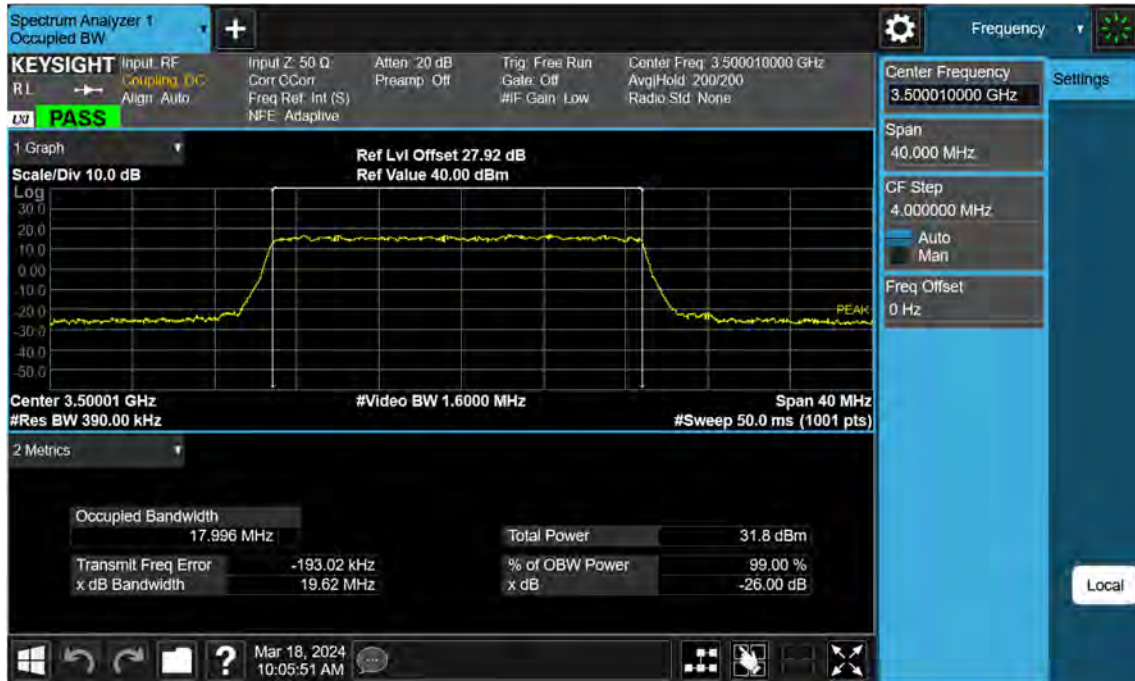 Spectrum Analyzer 1
Occupied BW
+
Frequency
KEYSIGHT
RL
LXI PASS
Input: RF
Coupling: DC
Align: Auto
Input Z: 50 Ω
Corr CCorr
Freq Ref: Int (S)
NFE: Adaptive
Atten: 20 dB
Preamp: Off
Trig: Free Run
Gate: Off
#IF Gain: Low
Center Freq: 3.500010000 GHz
Avg|Hold: 200/200
Radio Std: None
Center Frequency
3.500010000 GHz
Settings
Span
40.000 MHz
CF Step
4.000000 MHz
Auto
Man
Freq Offset
0 Hz
Local
1 Graph
Scale/Div 10.0 dB
Ref Lvl Offset 27.92 dB
Ref Value 40.00 dBm
Log
30.0
20.0
10.0
0.00
-10.0
-20.0
-30.0
-40.0
-50.0
PEAK
Center 3.50001 GHz
#Video BW 1.6000 MHz
Span 40 MHz
#Res BW 390.00 kHz
#Sweep 50.0 ms (1001 pts)
2 Metrics
Occupied Bandwidth
17.996 MHz
Total Power 31.8 dBm
Transmit Freq Error -193.02 kHz
% of OBW Power 99.00 %
x dB Bandwidth 19.62 MHz
x dB -26.00 dB
?
Mar 18, 2024
10:05:51 AM